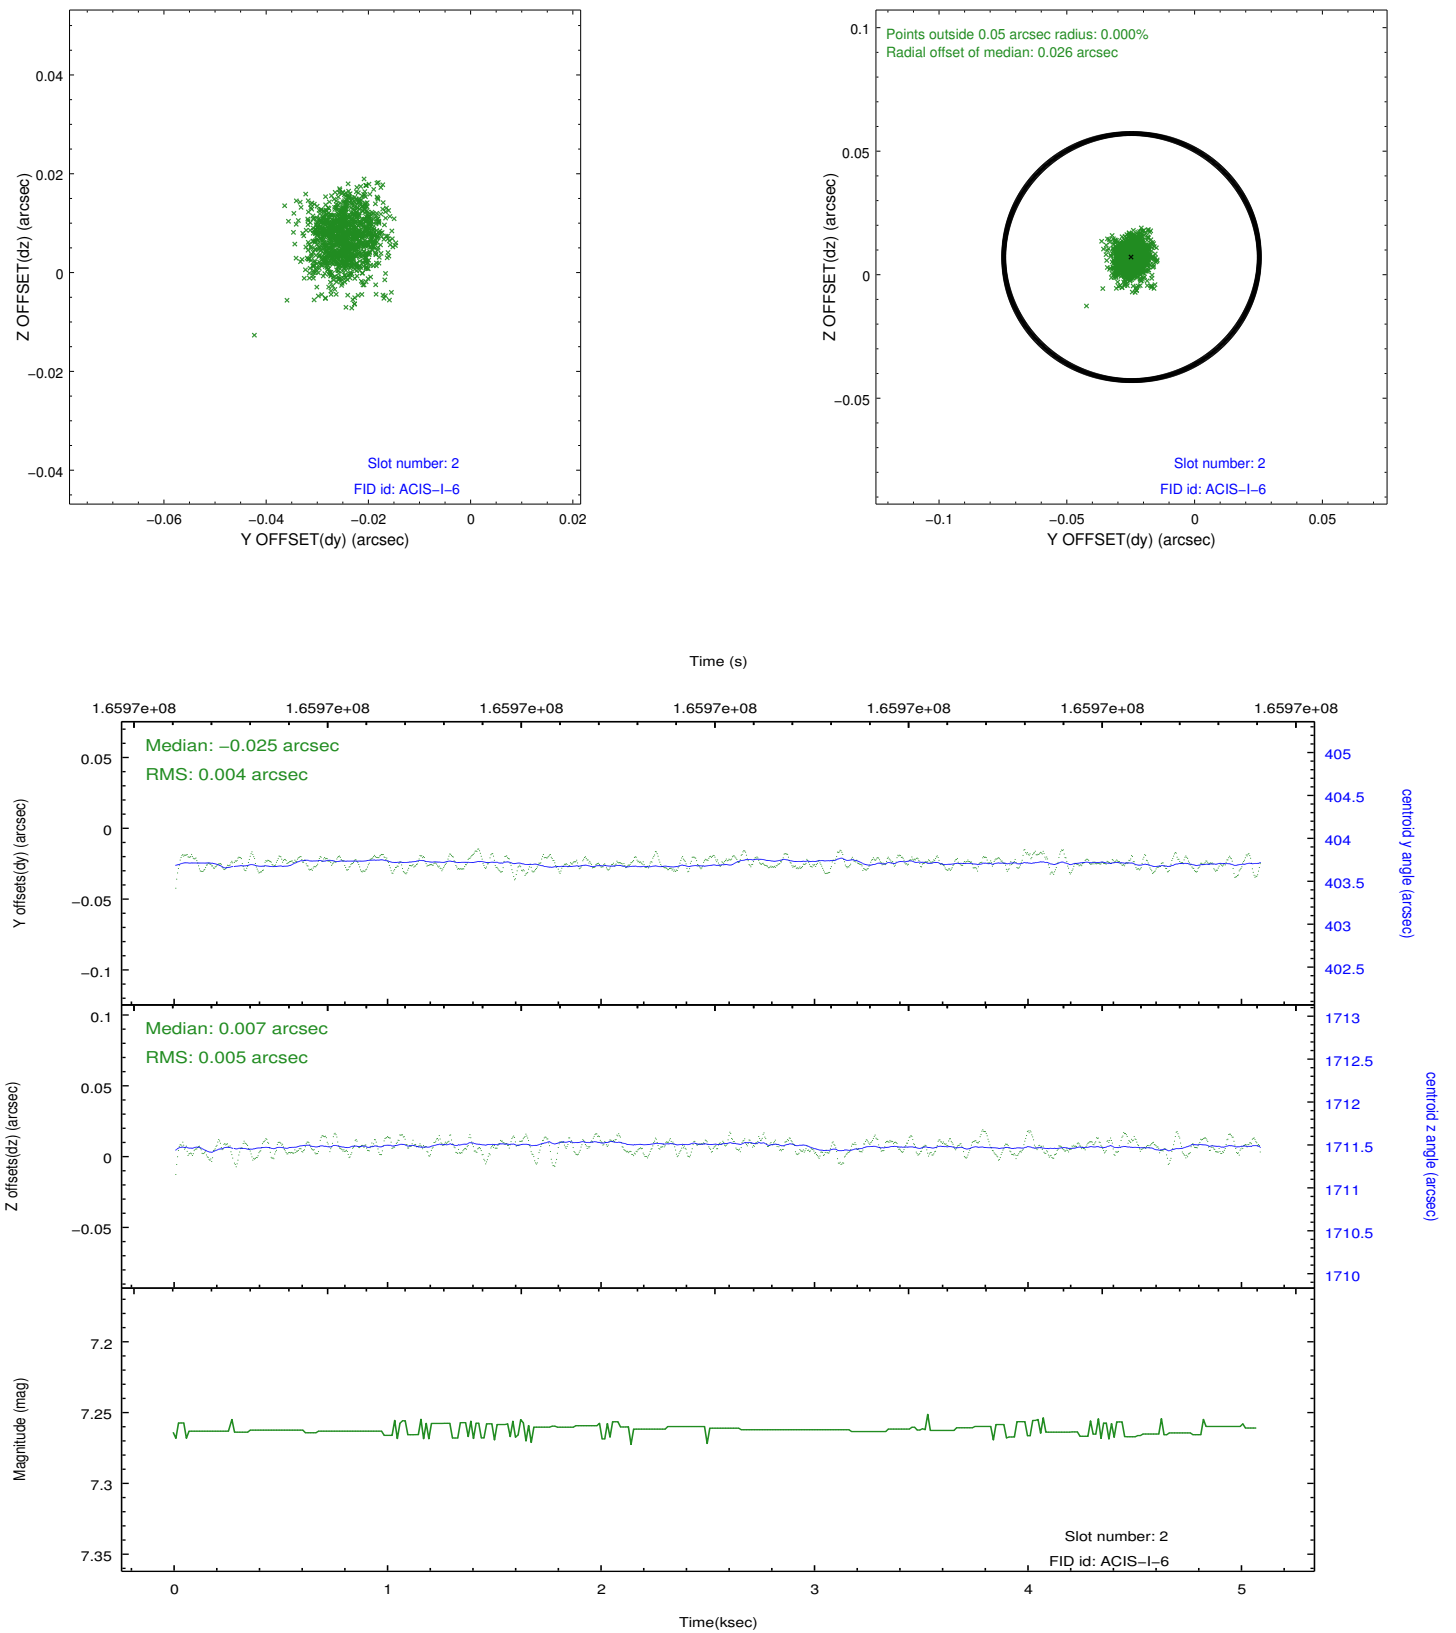 0.04
0.02
0
−0.02
−0.04
Z OFFSET(dz) (arcsec)
Slot number: 2
FID id: ACIS−I−6
−0.06
−0.04
−0.02
0
0.02
Y OFFSET(dy) (arcsec)
Points outside 0.05 arcsec radius: 0.000%
Radial offset of median: 0.026 arcsec
0.1
0.05
0
−0.05
Z OFFSET(dz) (arcsec)
Slot number: 2
FID id: ACIS−I−6
−0.1
−0.05
0
0.05
Y OFFSET(dy) (arcsec)
Time (s)
1.6597e+08 1.6597e+08 1.6597e+08 1.6597e+08 1.6597e+08 1.6597e+08 1.6597e+08
Median: −0.025 arcsec
RMS: 0.004 arcsec
0.05
0
−0.05
−0.1
Y offsets(dy) (arcsec)
405
404.5
404
403.5
403
402.5
centroid y angle (arcsec)
Median: 0.007 arcsec
RMS: 0.005 arcsec
0.1
0.05
0
−0.05
Z offsets(dz) (arcsec)
1713
1712.5
1712
1711.5
1711
1710.5
1710
centroid z angle (arcsec)
7.2
7.25
7.3
7.35
Magnitude (mag)
Slot number: 2
FID id: ACIS−I−6
0 1 2 3 4 5
Time(ksec)